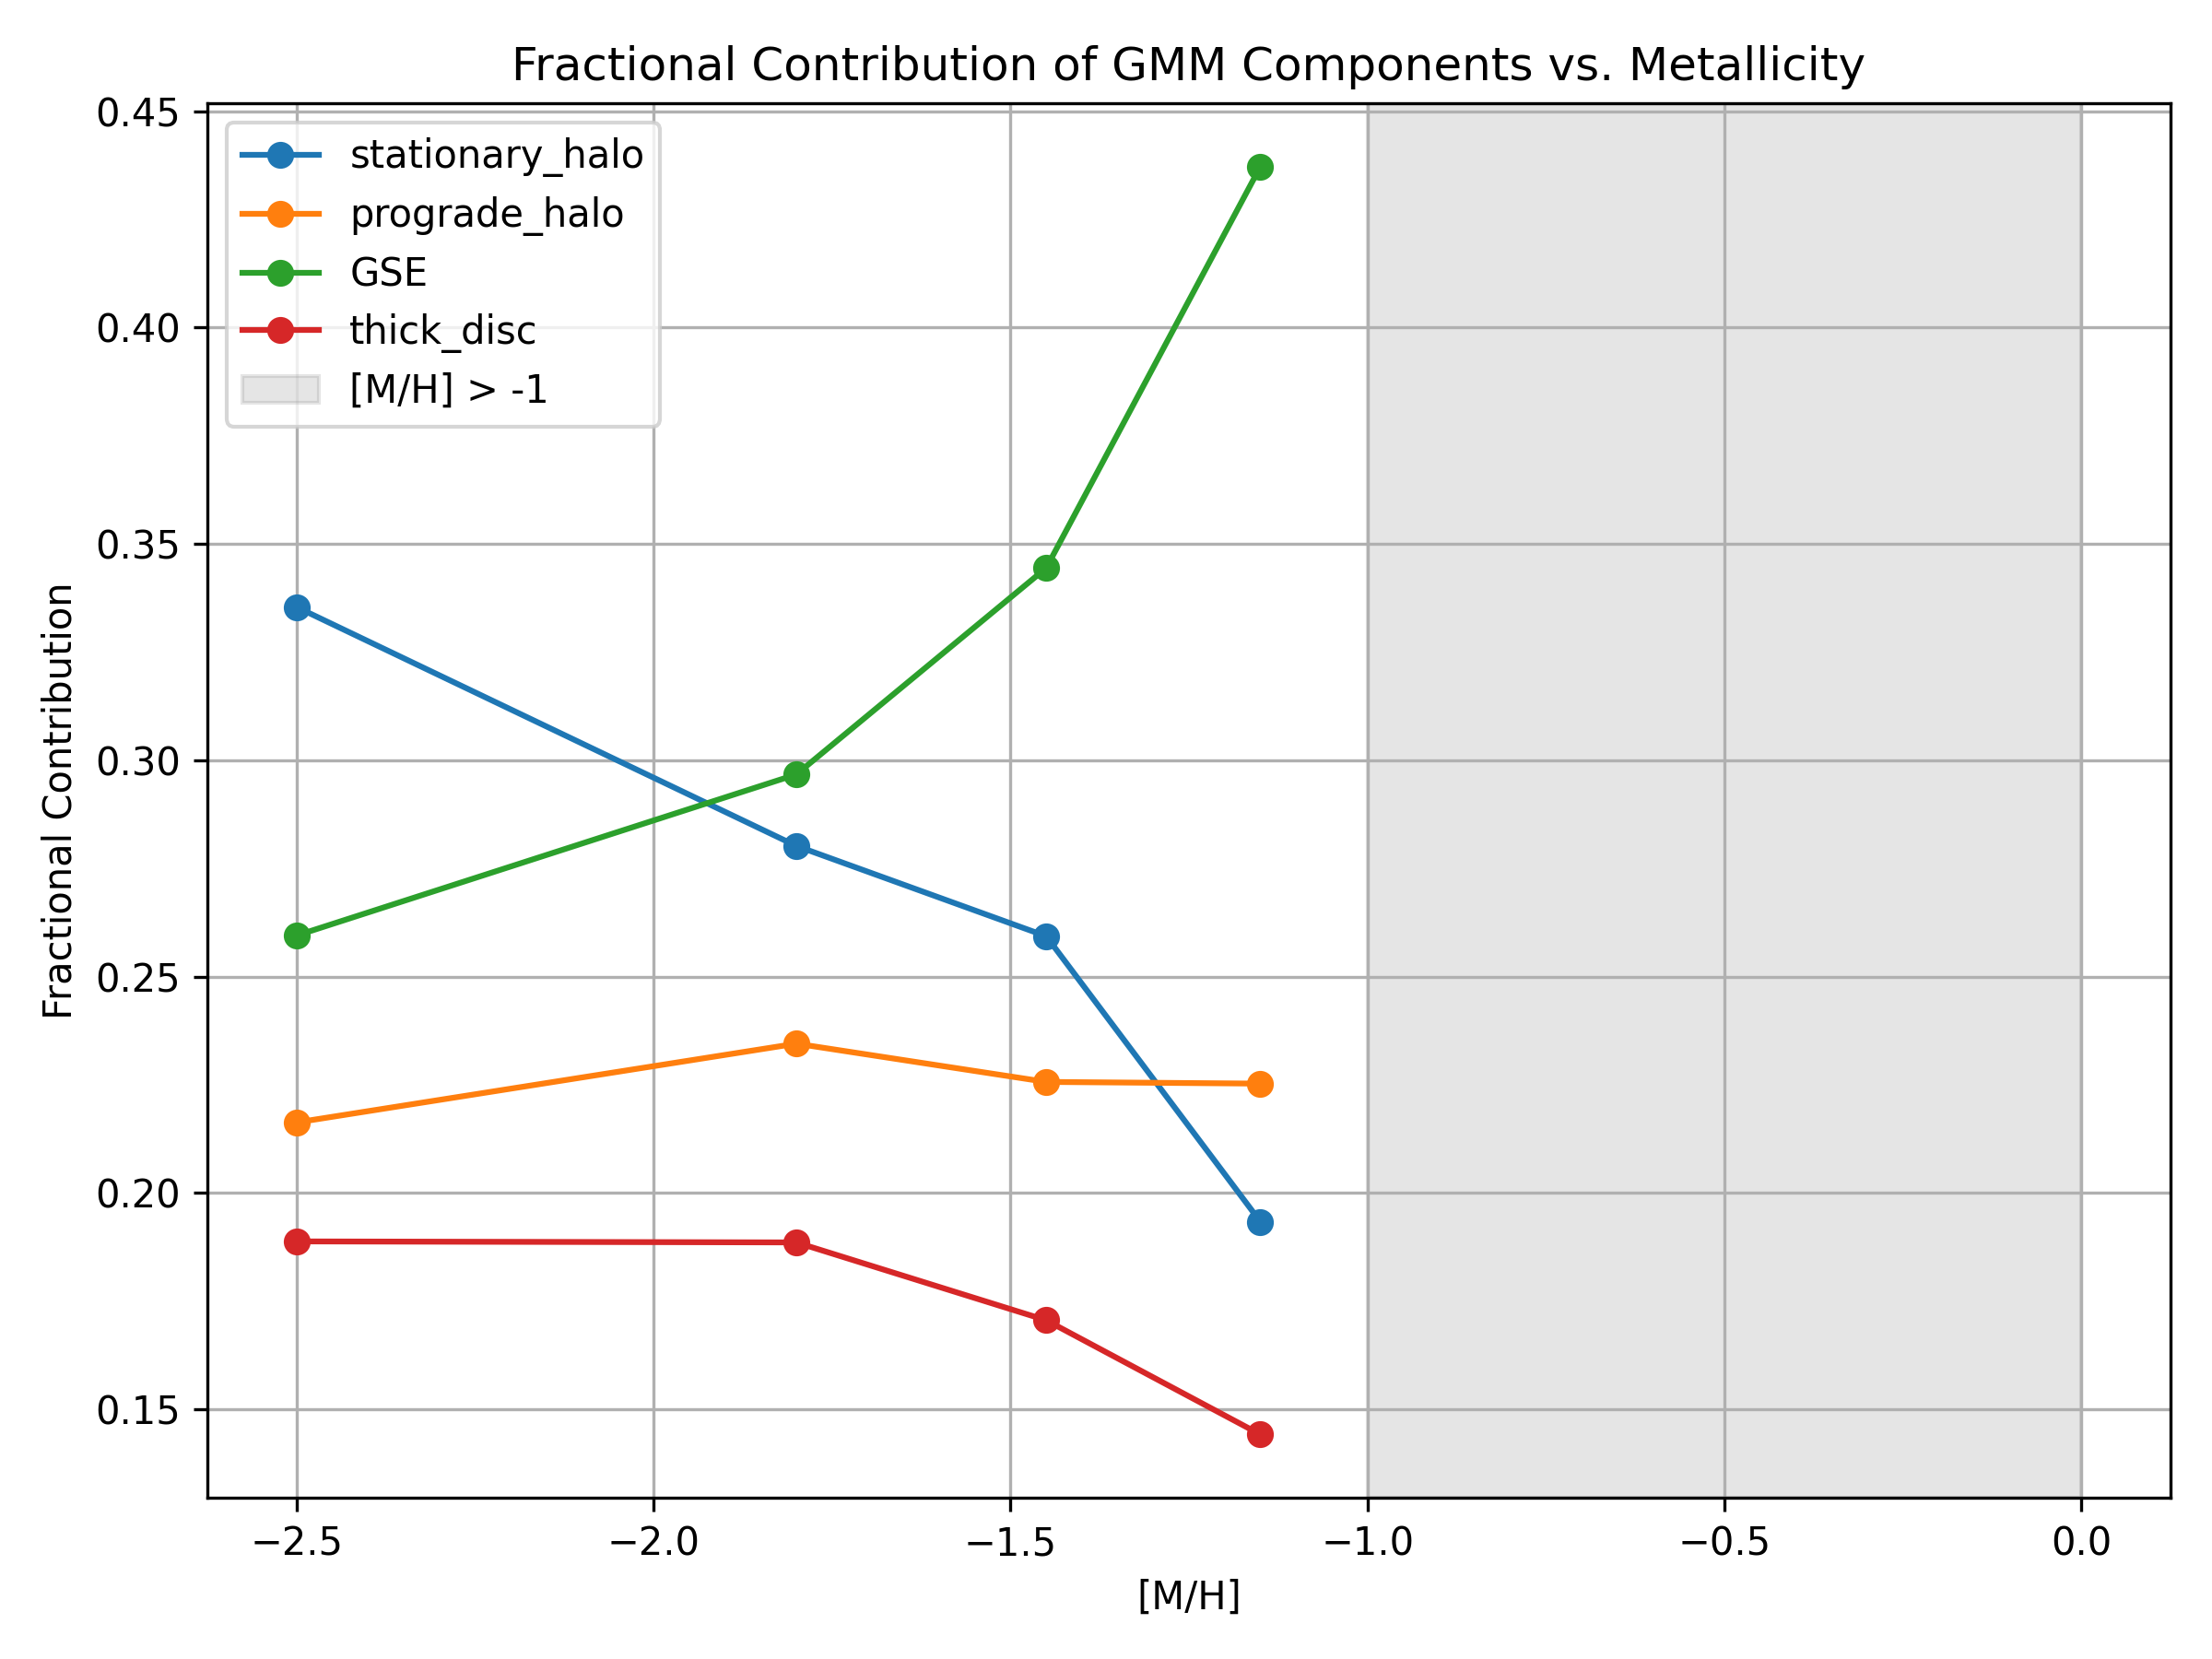 Fractional Contribution of GMM Components vs. Metallicity
0.45
0.40
0.35
0.30
0.25
0.20
0.15
Fractional Contribution
stationary_halo
prograde_halo
GSE
thick_disc
[M/H] > -1
−2.5 −2.0 −1.5 −1.0 −0.5 0.0
[M/H]